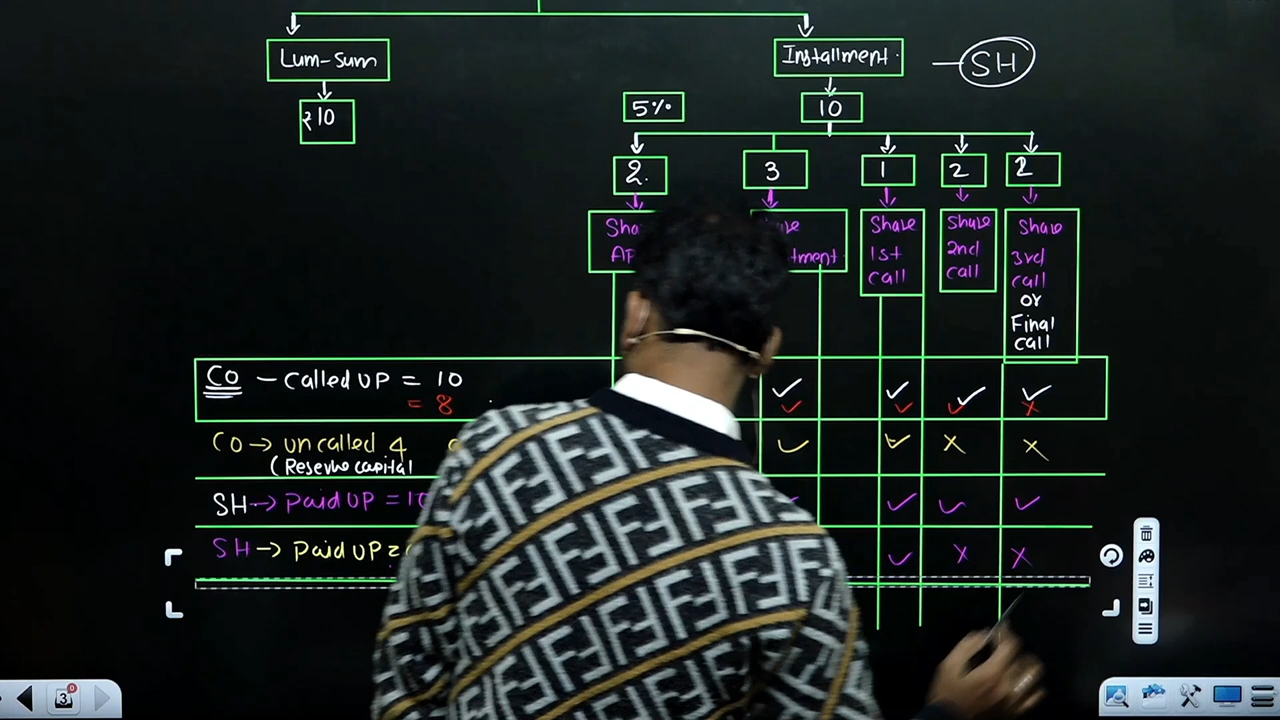 Lum-Sum
Installment
SH
₹10
5%
10
2
3
1
2
2
Share
Share
Share
1st
2nd
3rd
call
call
call
or
Final
call
CO - Called UP = 10
= 8
CO → uncalled 4
(Reserve capital
SH → Paid UP = 10
SH → Paid UP =
3